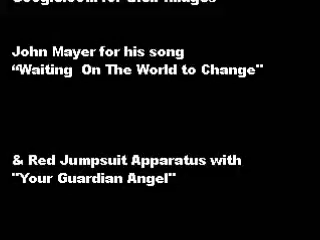 John Mayer for his song
“Waiting On The World to Change"
& Red Jumpsuit Apparatus with
"Your Guardian Angel"